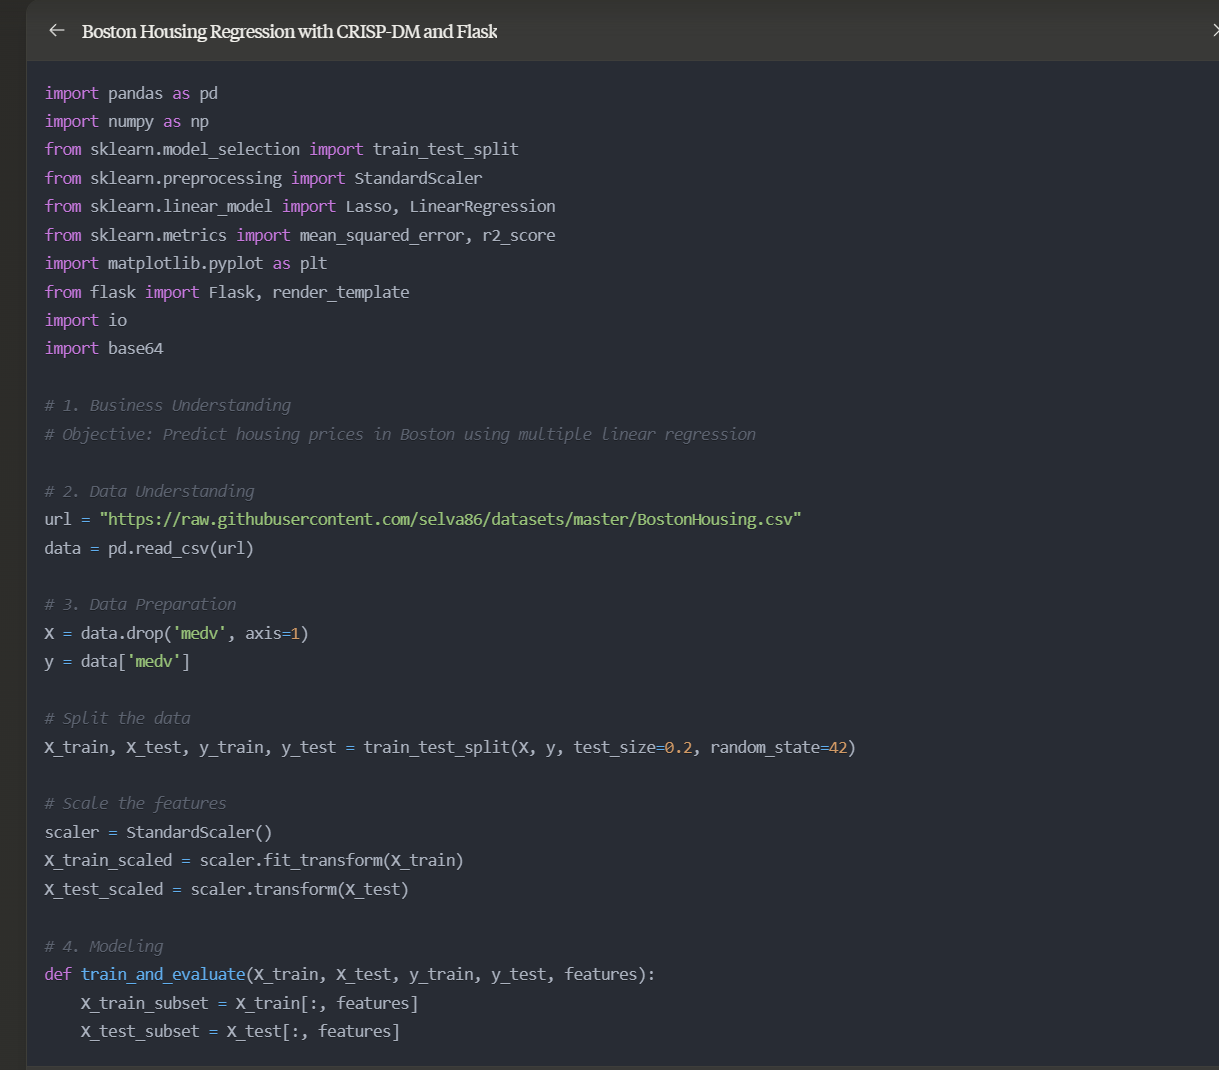 ← Boston Housing Regression with CRISP-DM and Flask
import pandas as pd
import numpy as np
from sklearn.model_selection import train_test_split
from sklearn.preprocessing import StandardScaler
from sklearn.linear_model import Lasso, LinearRegression
from sklearn.metrics import mean_squared_error, r2_score
import matplotlib.pyplot as plt
from flask import Flask, render_template
import io
import base64

# 1. Business Understanding
# Objective: Predict housing prices in Boston using multiple linear regression

# 2. Data Understanding
url = "https://raw.githubusercontent.com/selva86/datasets/master/BostonHousing.csv"
data = pd.read_csv(url)

# 3. Data Preparation
X = data.drop('medv', axis=1)
y = data['medv']

# Split the data
X_train, X_test, y_train, y_test = train_test_split(X, y, test_size=0.2, random_state=42)

# Scale the features
scaler = StandardScaler()
X_train_scaled = scaler.fit_transform(X_train)
X_test_scaled = scaler.transform(X_test)

# 4. Modeling
def train_and_evaluate(X_train, X_test, y_train, y_test, features):
    X_train_subset = X_train[:, features]
    X_test_subset = X_test[:, features]